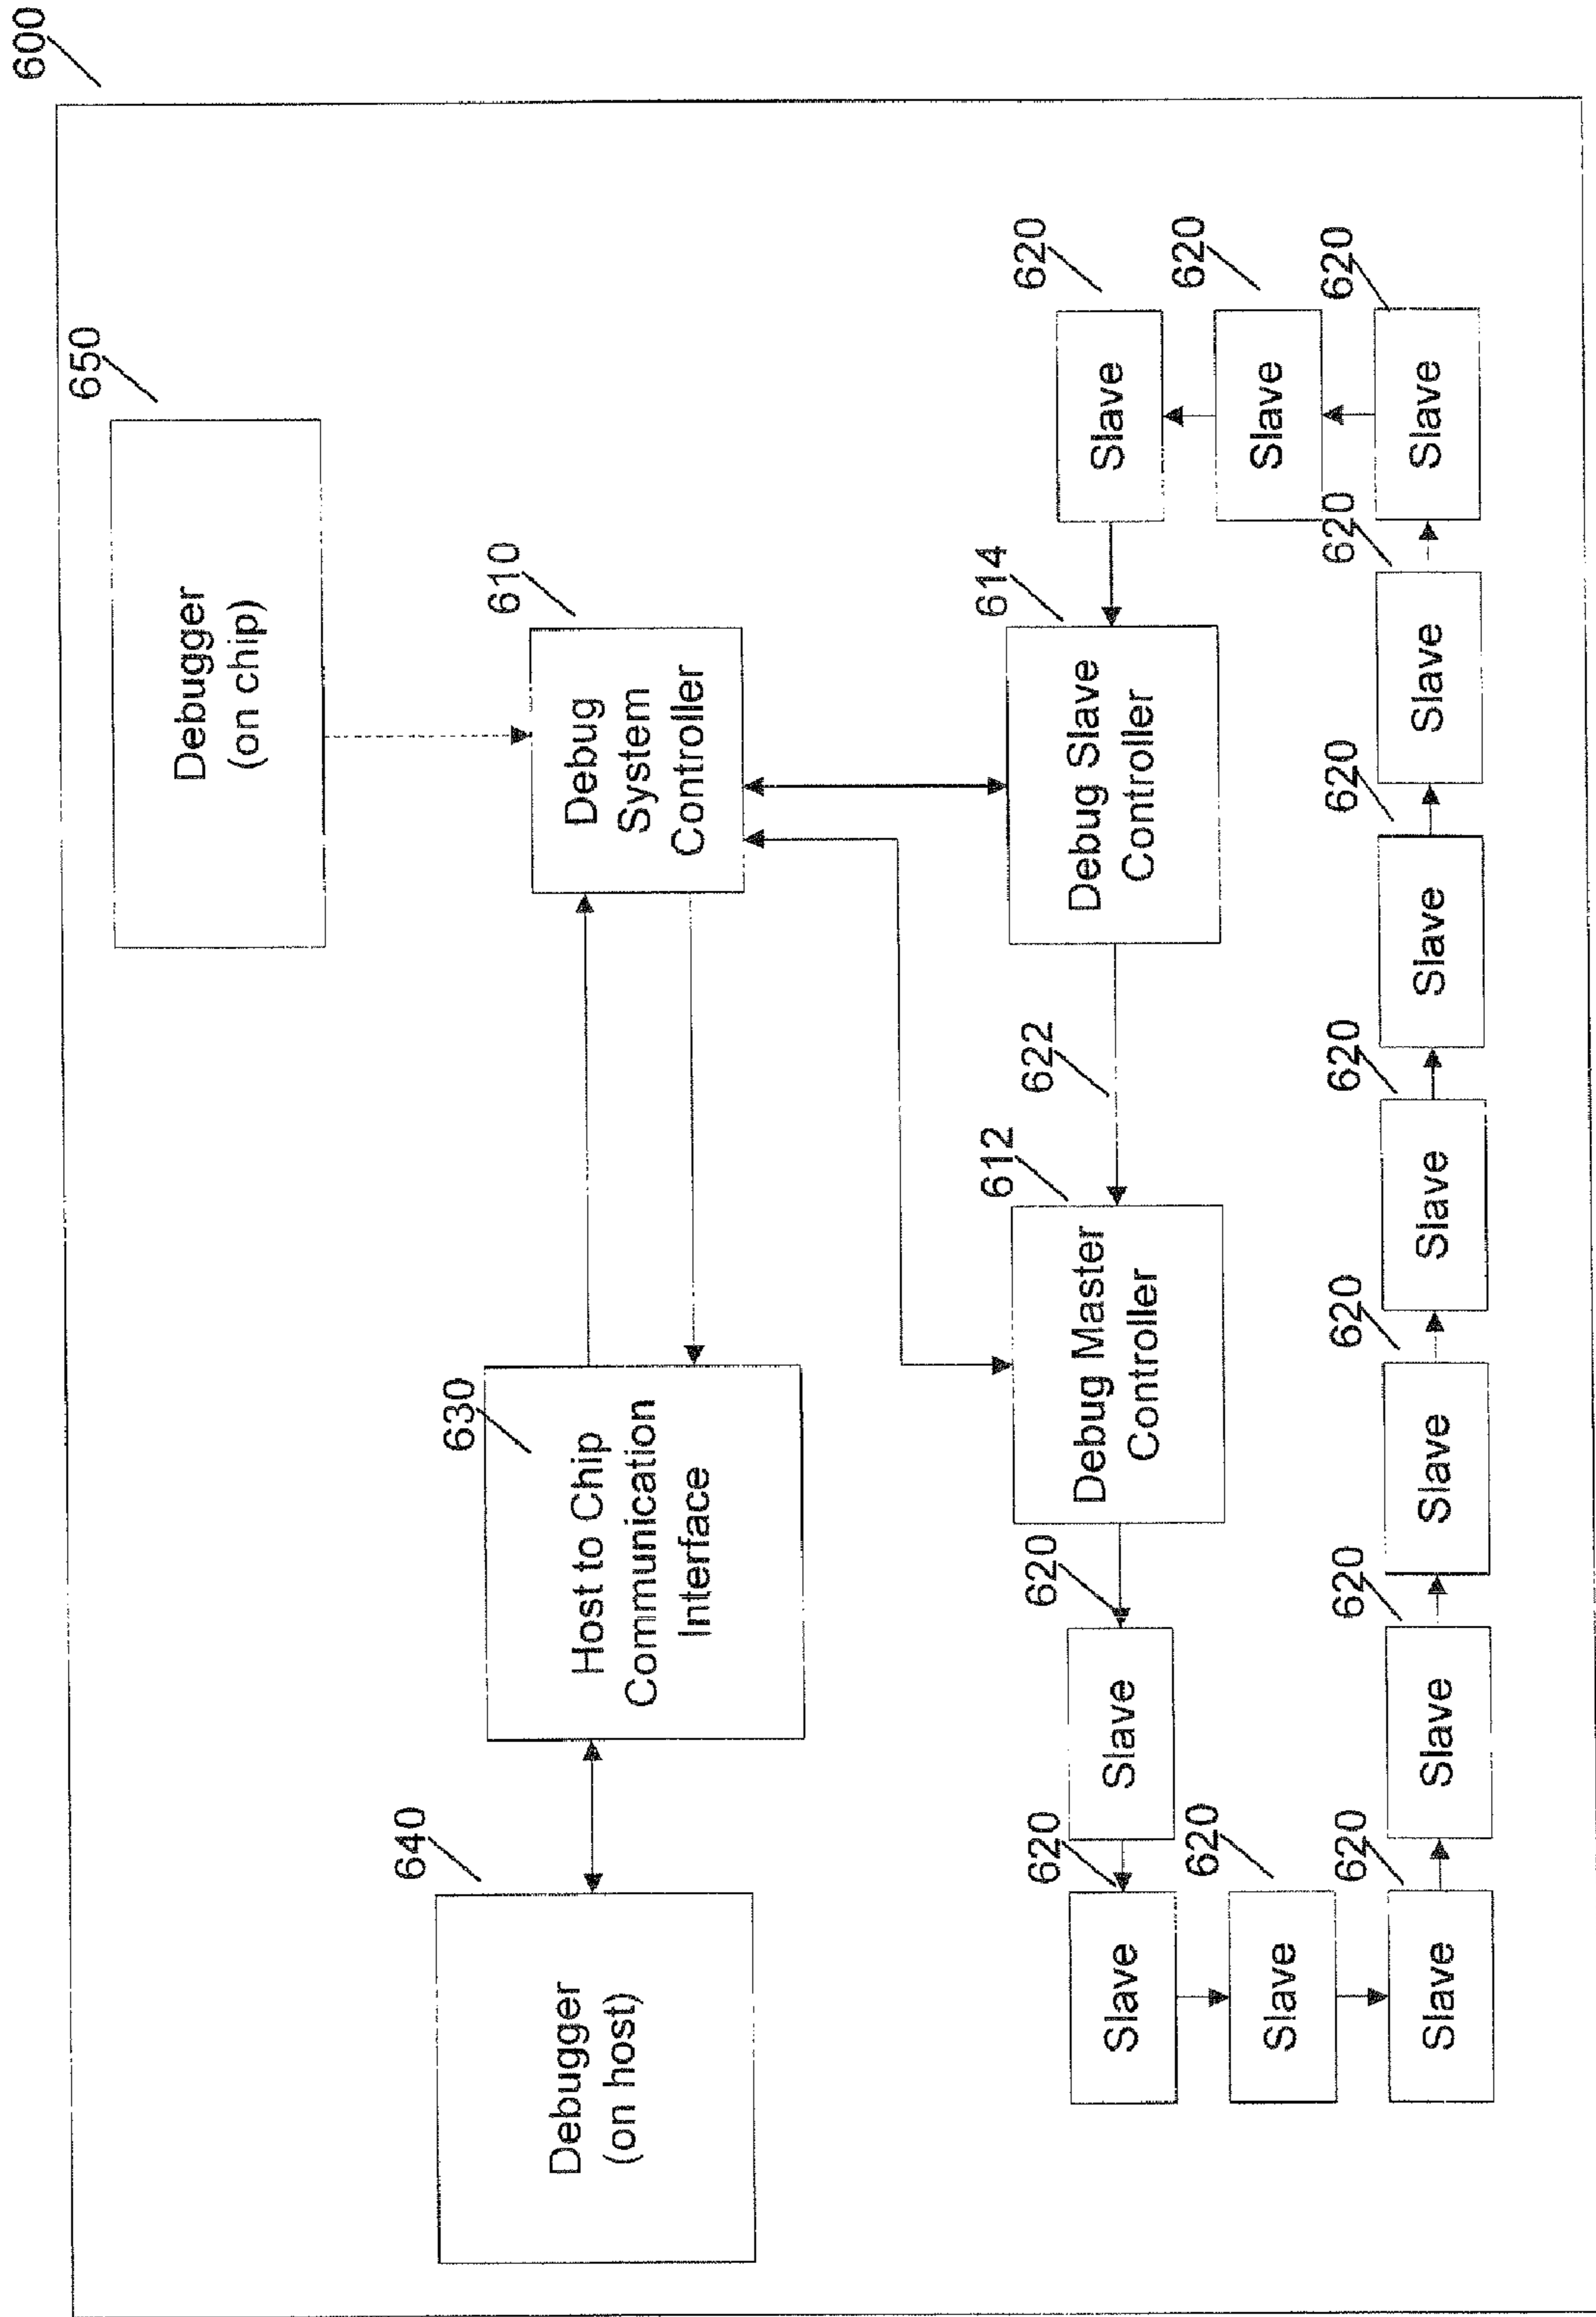 600
650
Debugger
(on chip)
640
Debugger
(on host)
630
Host to Chip
Communication
Interface
610
Debug
System
Controller
612
Debug Master
Controller
622
614
Debug Slave
Controller
620
620
620
Slave
Slave
Slave
620
620
Slave
Slave
620
620
620
620
620
620
620
Slave
Slave
Slave
Slave
Slave
Slave
Slave